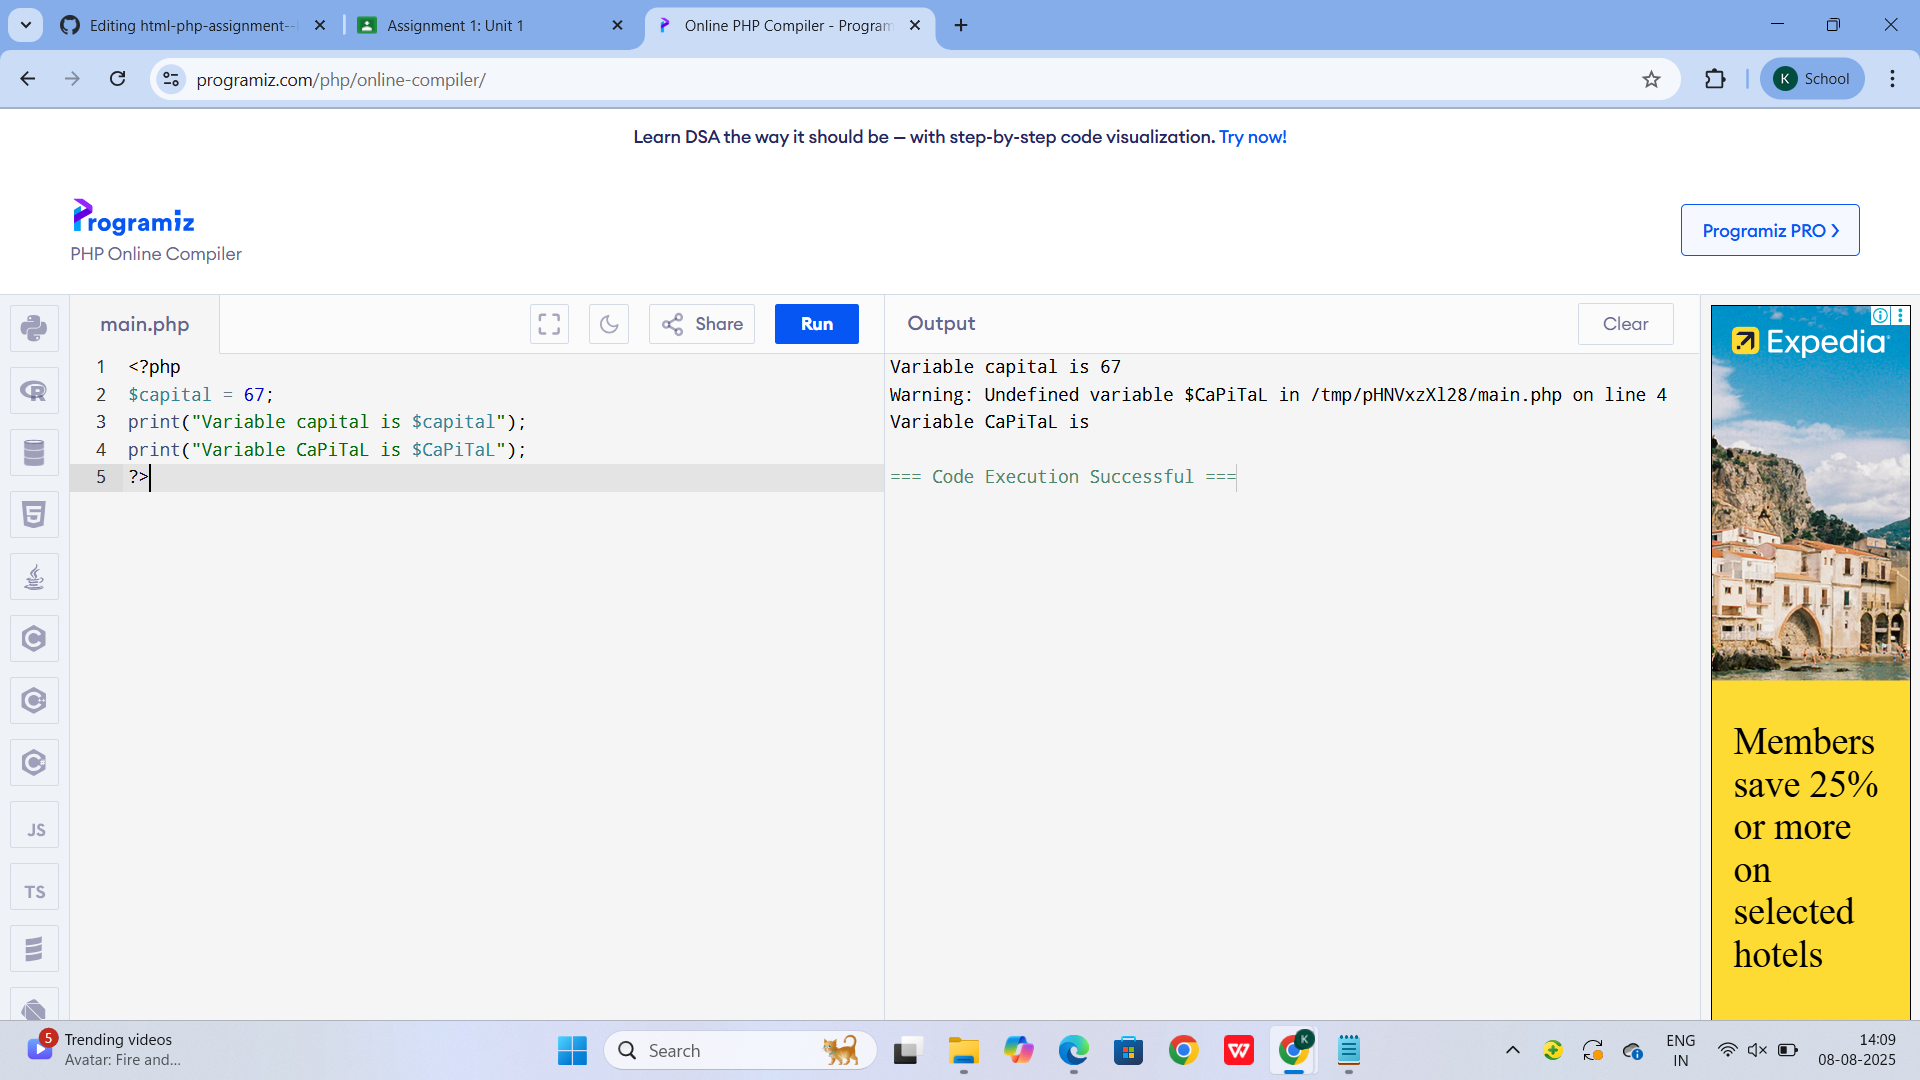 Editing html-php-assignment--
Assignment 1: Unit 1
Online PHP Compiler - Program
programiz.com/php/online-compiler/
K School
Learn DSA the way it should be — with step-by-step code visualization. Try now!
Programiz
PHP Online Compiler
Programiz PRO
main.php
Share
Run
Output
Clear
1 <?php
2 $capital = 67;
3 print("Variable capital is $capital");
4 print("Variable CaPiTaL is $CaPiTaL");
5 ?>
Variable capital is 67
Warning: Undefined variable $CaPiTaL in /tmp/pHNVxzXl28/main.php on line 4
Variable CaPiTaL is
=== Code Execution Successful ===
JS
TS
Expedia
Members
save 25%
or more
on
selected
hotels
5
Trending videos
Avatar: Fire and...
Search
K
ENG
IN
14:09
08-08-2025